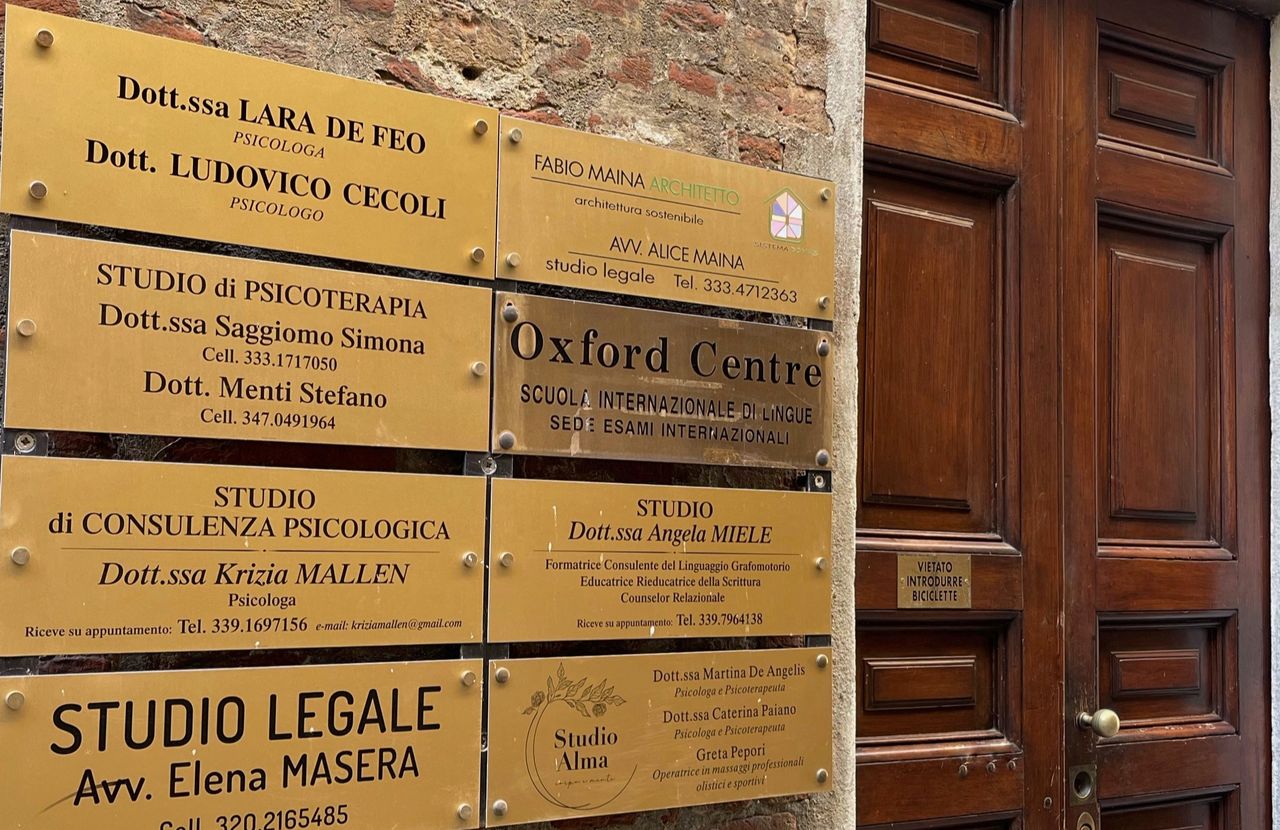 Dott.ssa LARA DE FEO
PSICOLOGA
Dott. LUDOVICO CECOLI
PSICOLOGO
FABIO MAINA ARCHITETTO
architettura sostenibile
SISTEMA
AVV. ALICE MAINA
studio legale Tel. 333.4712363
STUDIO di PSICOTERAPIA
Dott.ssa Saggiomo Simona
Cell. 333.1717050
Dott. Menti Stefano
Cell. 347.0491964
Oxford Centre
SCUOLA INTERNAZIONALE DI LINGUE
SEDE ESAMI INTERNAZIONALI
STUDIO
di CONSULENZA PSICOLOGICA
Dott.ssa Krizia MALLEN
Psicologa
Riceve su appuntamento: Tel. 339.1697156 e-mail: kriziamallen@gmail.com
STUDIO
Dott.ssa Angela MIELE
Formatrice Consulente del Linguaggio Grafomotorio
Educatrice Rieducatrice della Scrittura
Counselor Relazionale
Riceve su appuntamento: Tel. 339.7964138
STUDIO LEGALE
Avv. Elena MASERA
Cell. 320.2165485
Studio
Alma
Dott.ssa Martina De Angelis
Psicologa e Psicoterapeuta
Dott.ssa Caterina Paiano
Psicologa e Psicoterapeuta
Greta Pepori
Operatrice in massaggi professionali
olistici e sportivi
VIETATO
INTRODURRE
BICICLETTE